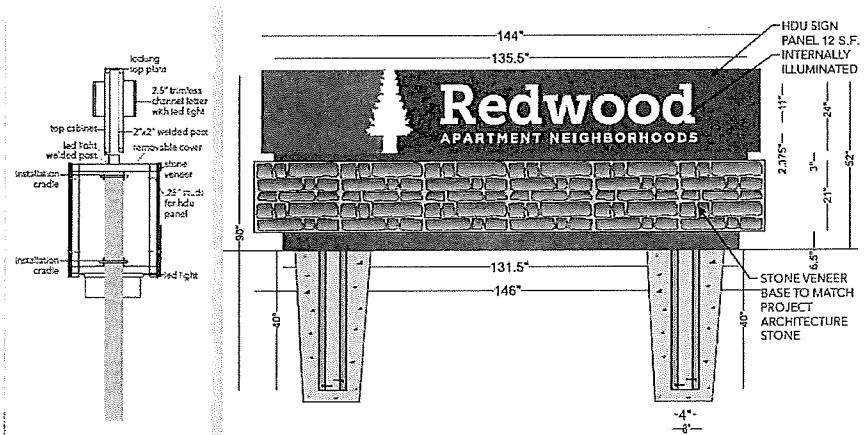 locking
top plate
2.5" trimless
channel letter
with led light
top cabinet
2"x2" welded post
led light,
welded post
removable cover
stone
veneer
installation
cradle
.25" studs
for hdu
panel
installation
cradle
led light
144"
135.5"
Redwood
APARTMENT NEIGHBORHOODS
HDU SIGN
PANEL 12 S.F.
INTERNALLY
ILLUMINATED
11"
2.375"
24"
3"
21"
52"
6.5"
90"
131.5"
146"
40"
40"
STONE VENEER
BASE TO MATCH
PROJECT
ARCHITECTURE
STONE
4"
6"